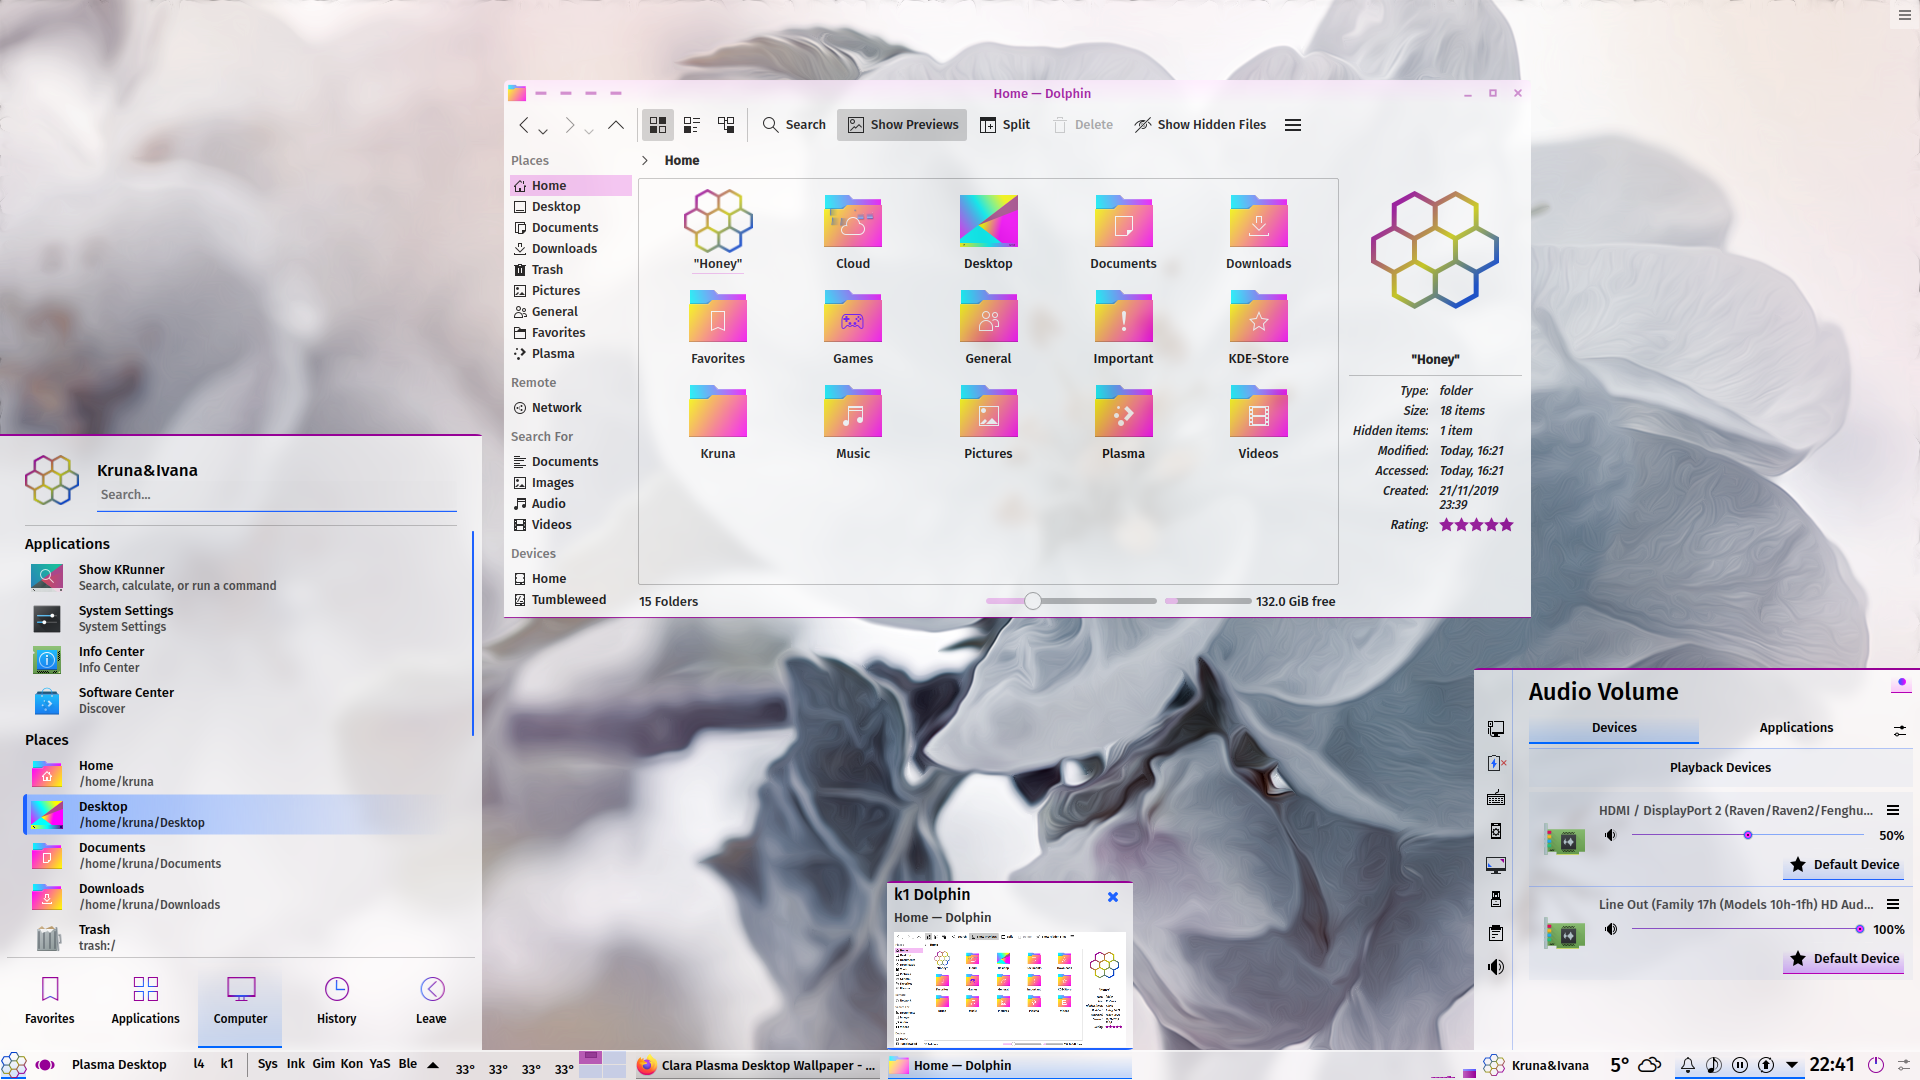 Home — Dolphin
Search
Show Previews
Split
Delete
Show Hidden Files
Places
Home
Home
Desktop
Documents
Downloads
Trash
Pictures
General
Favorites
Plasma
Remote
Network
Search For
Documents
Images
Audio
Videos
Devices
Home
Tumbleweed
"Honey"
Cloud
Desktop
Documents
Downloads
Favorites
Games
General
Important
KDE-Store
Kruna
Music
Pictures
Plasma
Videos
15 Folders
132.0 GiB free
"Honey"
Type: folder
Size: 18 items
Hidden items: 1 item
Modified: Today, 16:21
Accessed: Today, 16:21
Created: 21/11/2019
23:39
Rating:
Kruna&Ivana
Search...
Applications
Show KRunner
Search, calculate, or run a command
System Settings
System Settings
Info Center
Info Center
Software Center
Discover
Places
Home
/home/kruna
Desktop
/home/kruna/Desktop
Documents
/home/kruna/Documents
Downloads
/home/kruna/Downloads
Trash
trash:/
Favorites
Applications
Computer
History
Leave
k1 Dolphin
Home — Dolphin
Audio Volume
Devices
Applications
Playback Devices
HDMI / DisplayPort 2 (Raven/Raven2/Fenghu...
50%
Default Device
Line Out (Family 17h (Models 10h-1fh) HD Aud...
100%
Default Device
Plasma Desktop
l4
k1
Sys
Ink
Gim
Kon
YaS
Ble
33°
33°
33°
33°
Clara Plasma Desktop Wallpaper - ...
Home — Dolphin
Kruna&Ivana
5°
22:41